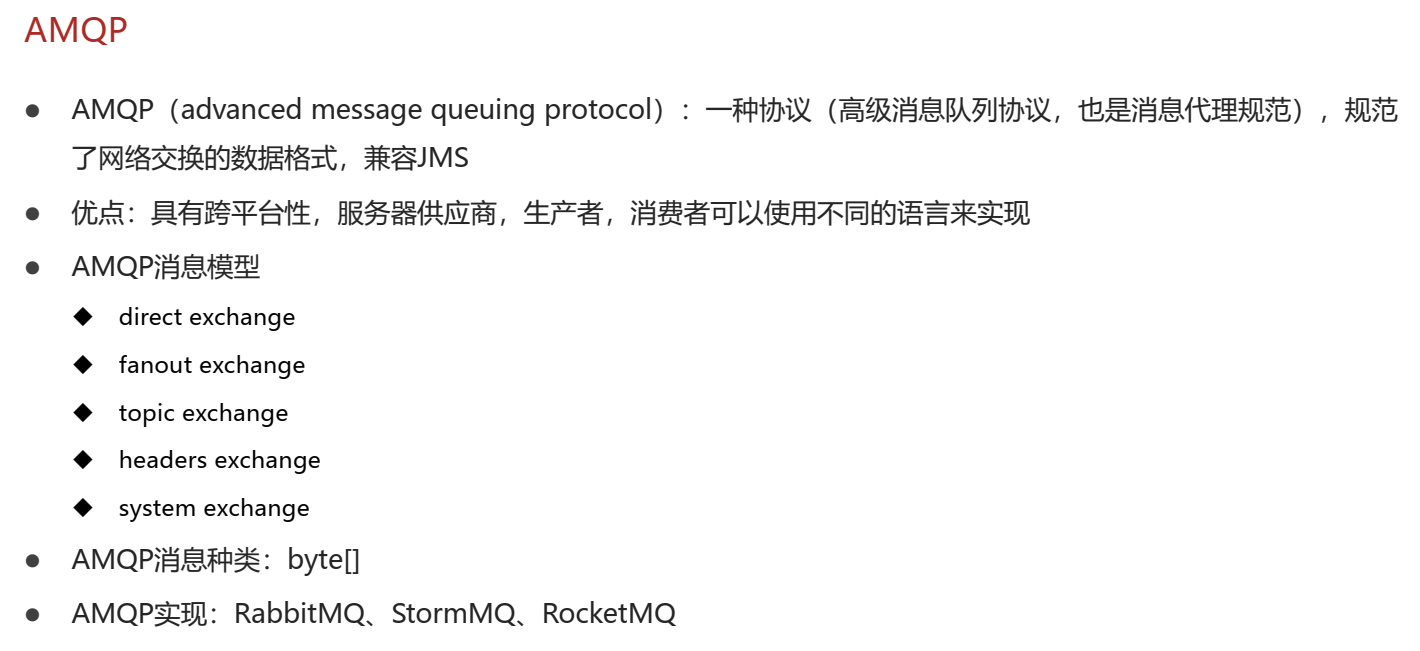 AMQP
● AMQP（advanced message queuing protocol）：一种协议（高级消息队列协议，也是消息代理规范），规范
了网络交换的数据格式，兼容JMS
● 优点：具有跨平台性，服务器供应商，生产者，消费者可以使用不同的语言来实现
● AMQP消息模型
◆ direct exchange
◆ fanout exchange
◆ topic exchange
◆ headers exchange
◆ system exchange
● AMQP消息种类：byte[]
● AMQP实现：RabbitMQ、StormMQ、RocketMQ